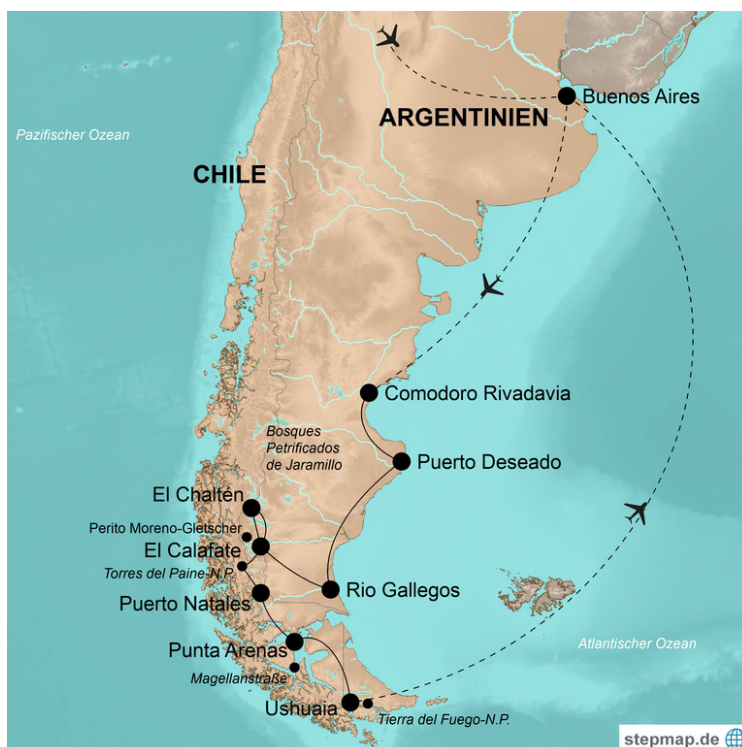 Buenos Aires
ARGENTINIEN
Pazifischer Ozean
CHILE
Comodoro Rivadavia
Bosques
Petrificados
de Jaramillo
Puerto Deseado
El Chaltén
Perito Moreno-Gletscher
El Calafate
Torres del Paine-N.P.
Rio Gallegos
Puerto Natales
Punta Arenas
Atlantischer Ozean
Magellanstraße
Ushuaia
Tierra del Fuego-N.P.
stepmap.de